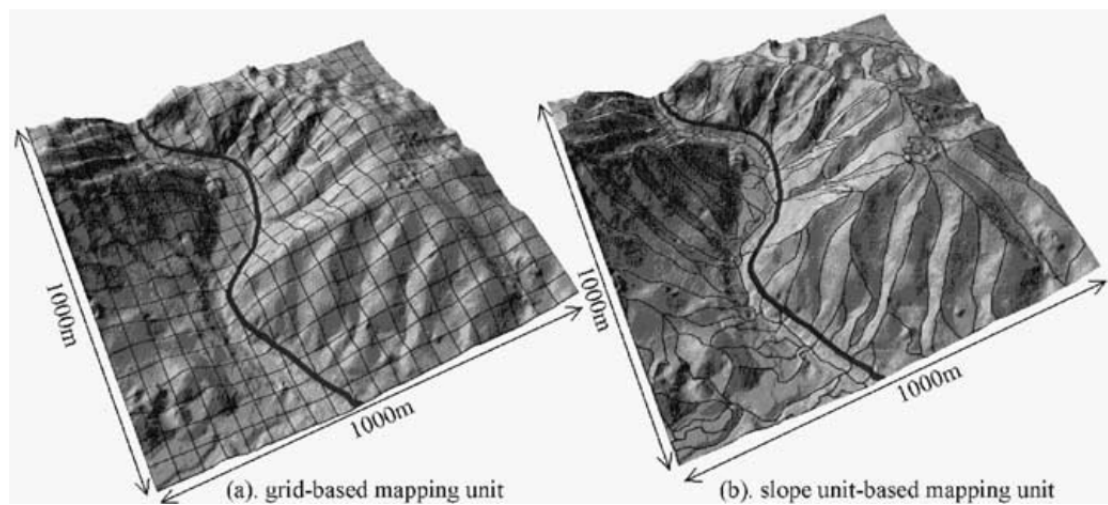 1000m
1000m
(a). grid-based mapping unit
1000m
1000m
(b). slope unit-based mapping unit